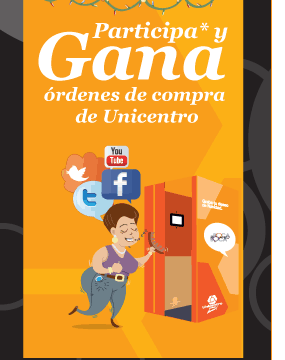 Participa* y
Gana
órdenes de compra
de Unicentro
You
Tube
f
t